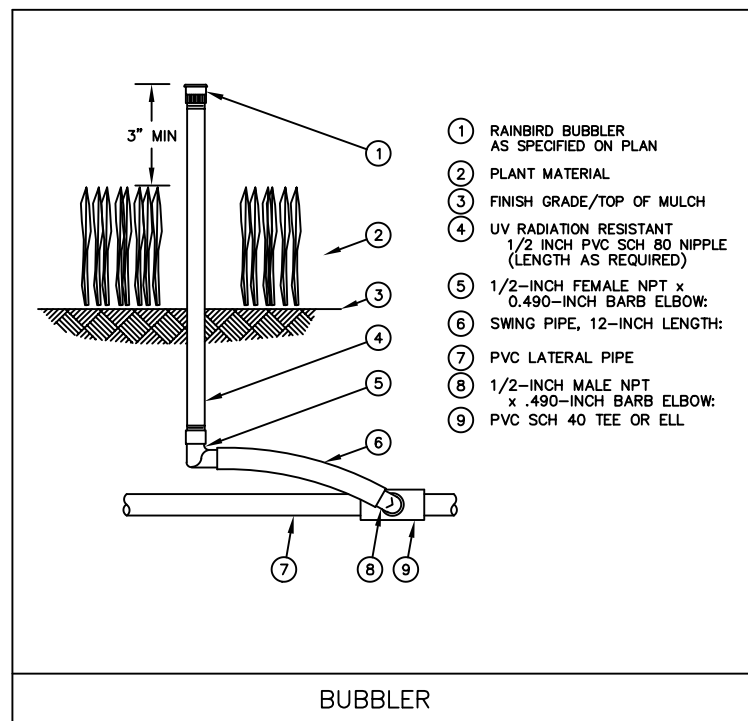 3" MIN
1
2
3
4
5
6
7
8
9
1 RAINBIRD BUBBLER
AS SPECIFIED ON PLAN
2 PLANT MATERIAL
3 FINISH GRADE/TOP OF MULCH
4 UV RADIATION RESISTANT
1/2 INCH PVC SCH 80 NIPPLE
(LENGTH AS REQUIRED)
5 1/2-INCH FEMALE NPT x
0.490-INCH BARB ELBOW:
6 SWING PIPE, 12-INCH LENGTH:
7 PVC LATERAL PIPE
8 1/2-INCH MALE NPT
x .490-INCH BARB ELBOW:
9 PVC SCH 40 TEE OR ELL
BUBBLER